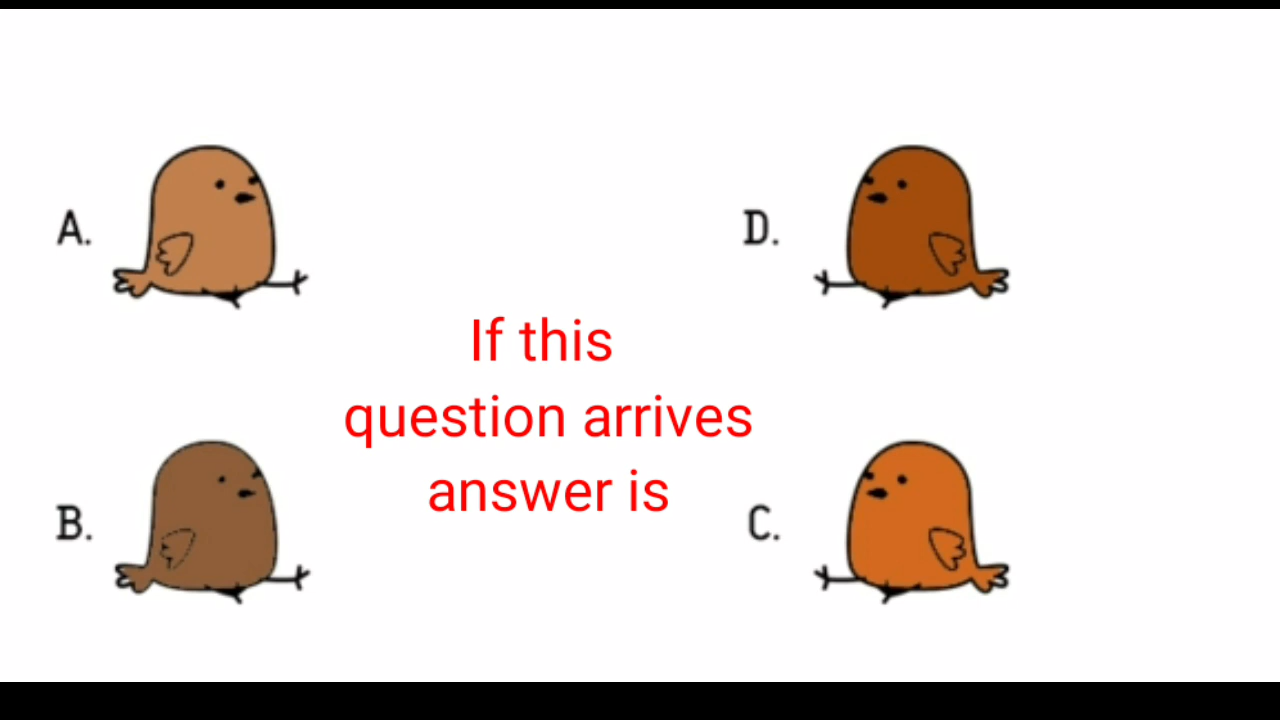 A.
D.
If this
question arrives
answer is
B.
C.